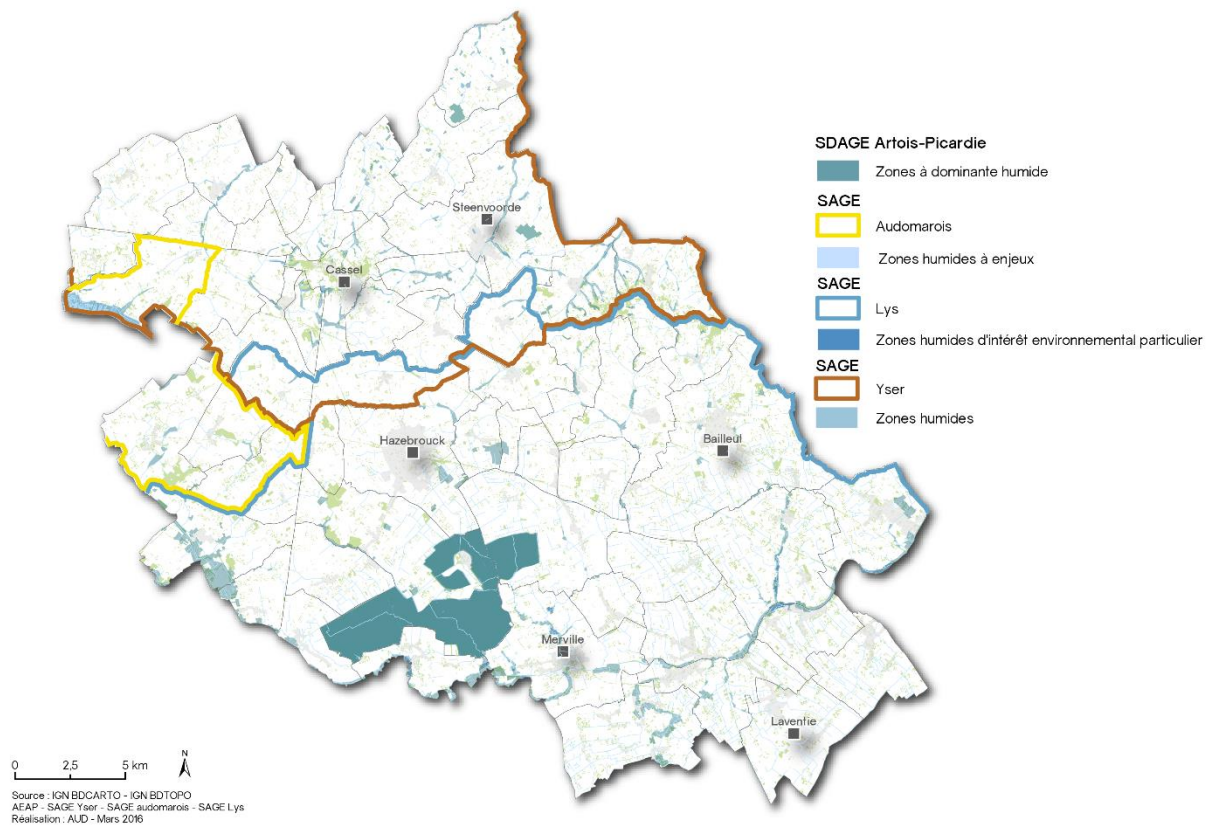 Steenvoorde
Cassel
Hazebrouck
Bailleul
Merville
Laventie
SDAGE Artois-Picardie
Zones à dominante humide
SAGE
Audomarois
Zones humides à enjeux
SAGE
Lys
Zones humides d'intérêt environnemental particulier
SAGE
Yser
Zones humides
0 2,5 5 km
N
Source : IGN BDCARTO - IGN BDTOPO
AEAP - SAGE Yser - SAGE audomarois - SAGE Lys
Réalisation : AUD - Mars 2016